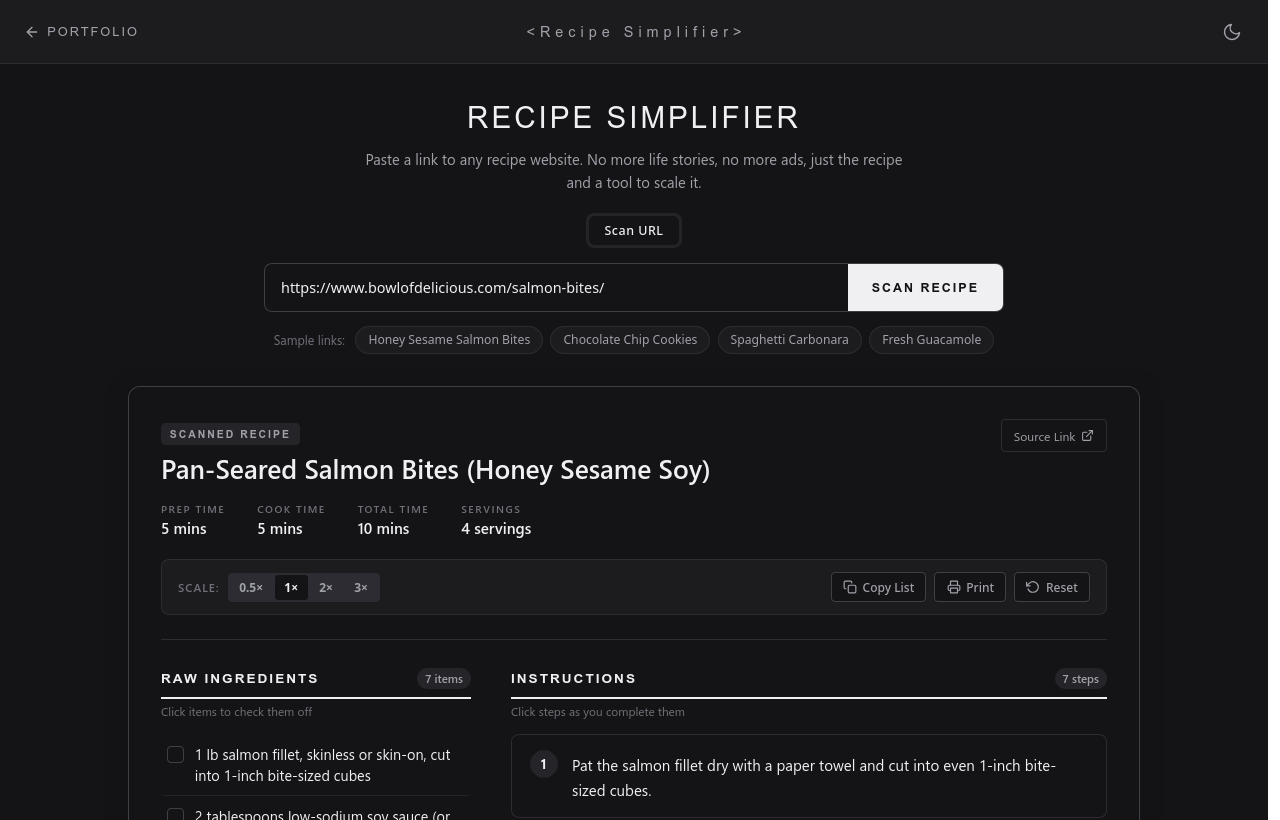 PORTFOLIO
<Recipe Simplifier>
RECIPE SIMPLIFIER
Paste a link to any recipe website. No more life stories, no more ads, just the recipe
and a tool to scale it.
Scan URL
https://www.bowlofdelicious.com/salmon-bites/
SCAN RECIPE
Sample links:
Honey Sesame Salmon Bites
Chocolate Chip Cookies
Spaghetti Carbonara
Fresh Guacamole
SCANNED RECIPE
Source Link
Pan-Seared Salmon Bites (Honey Sesame Soy)
PREP TIME
5 mins
COOK TIME
5 mins
TOTAL TIME
10 mins
SERVINGS
4 servings
SCALE:
0.5×
1×
2×
3×
Copy List
Print
Reset
RAW INGREDIENTS
7 items
Click items to check them off
1 lb salmon fillet, skinless or skin-on, cut
into 1-inch bite-sized cubes
2 tablespoons low-sodium soy sauce (or
INSTRUCTIONS
7 steps
Click steps as you complete them
1
Pat the salmon fillet dry with a paper towel and cut into even 1-inch bite-
sized cubes.